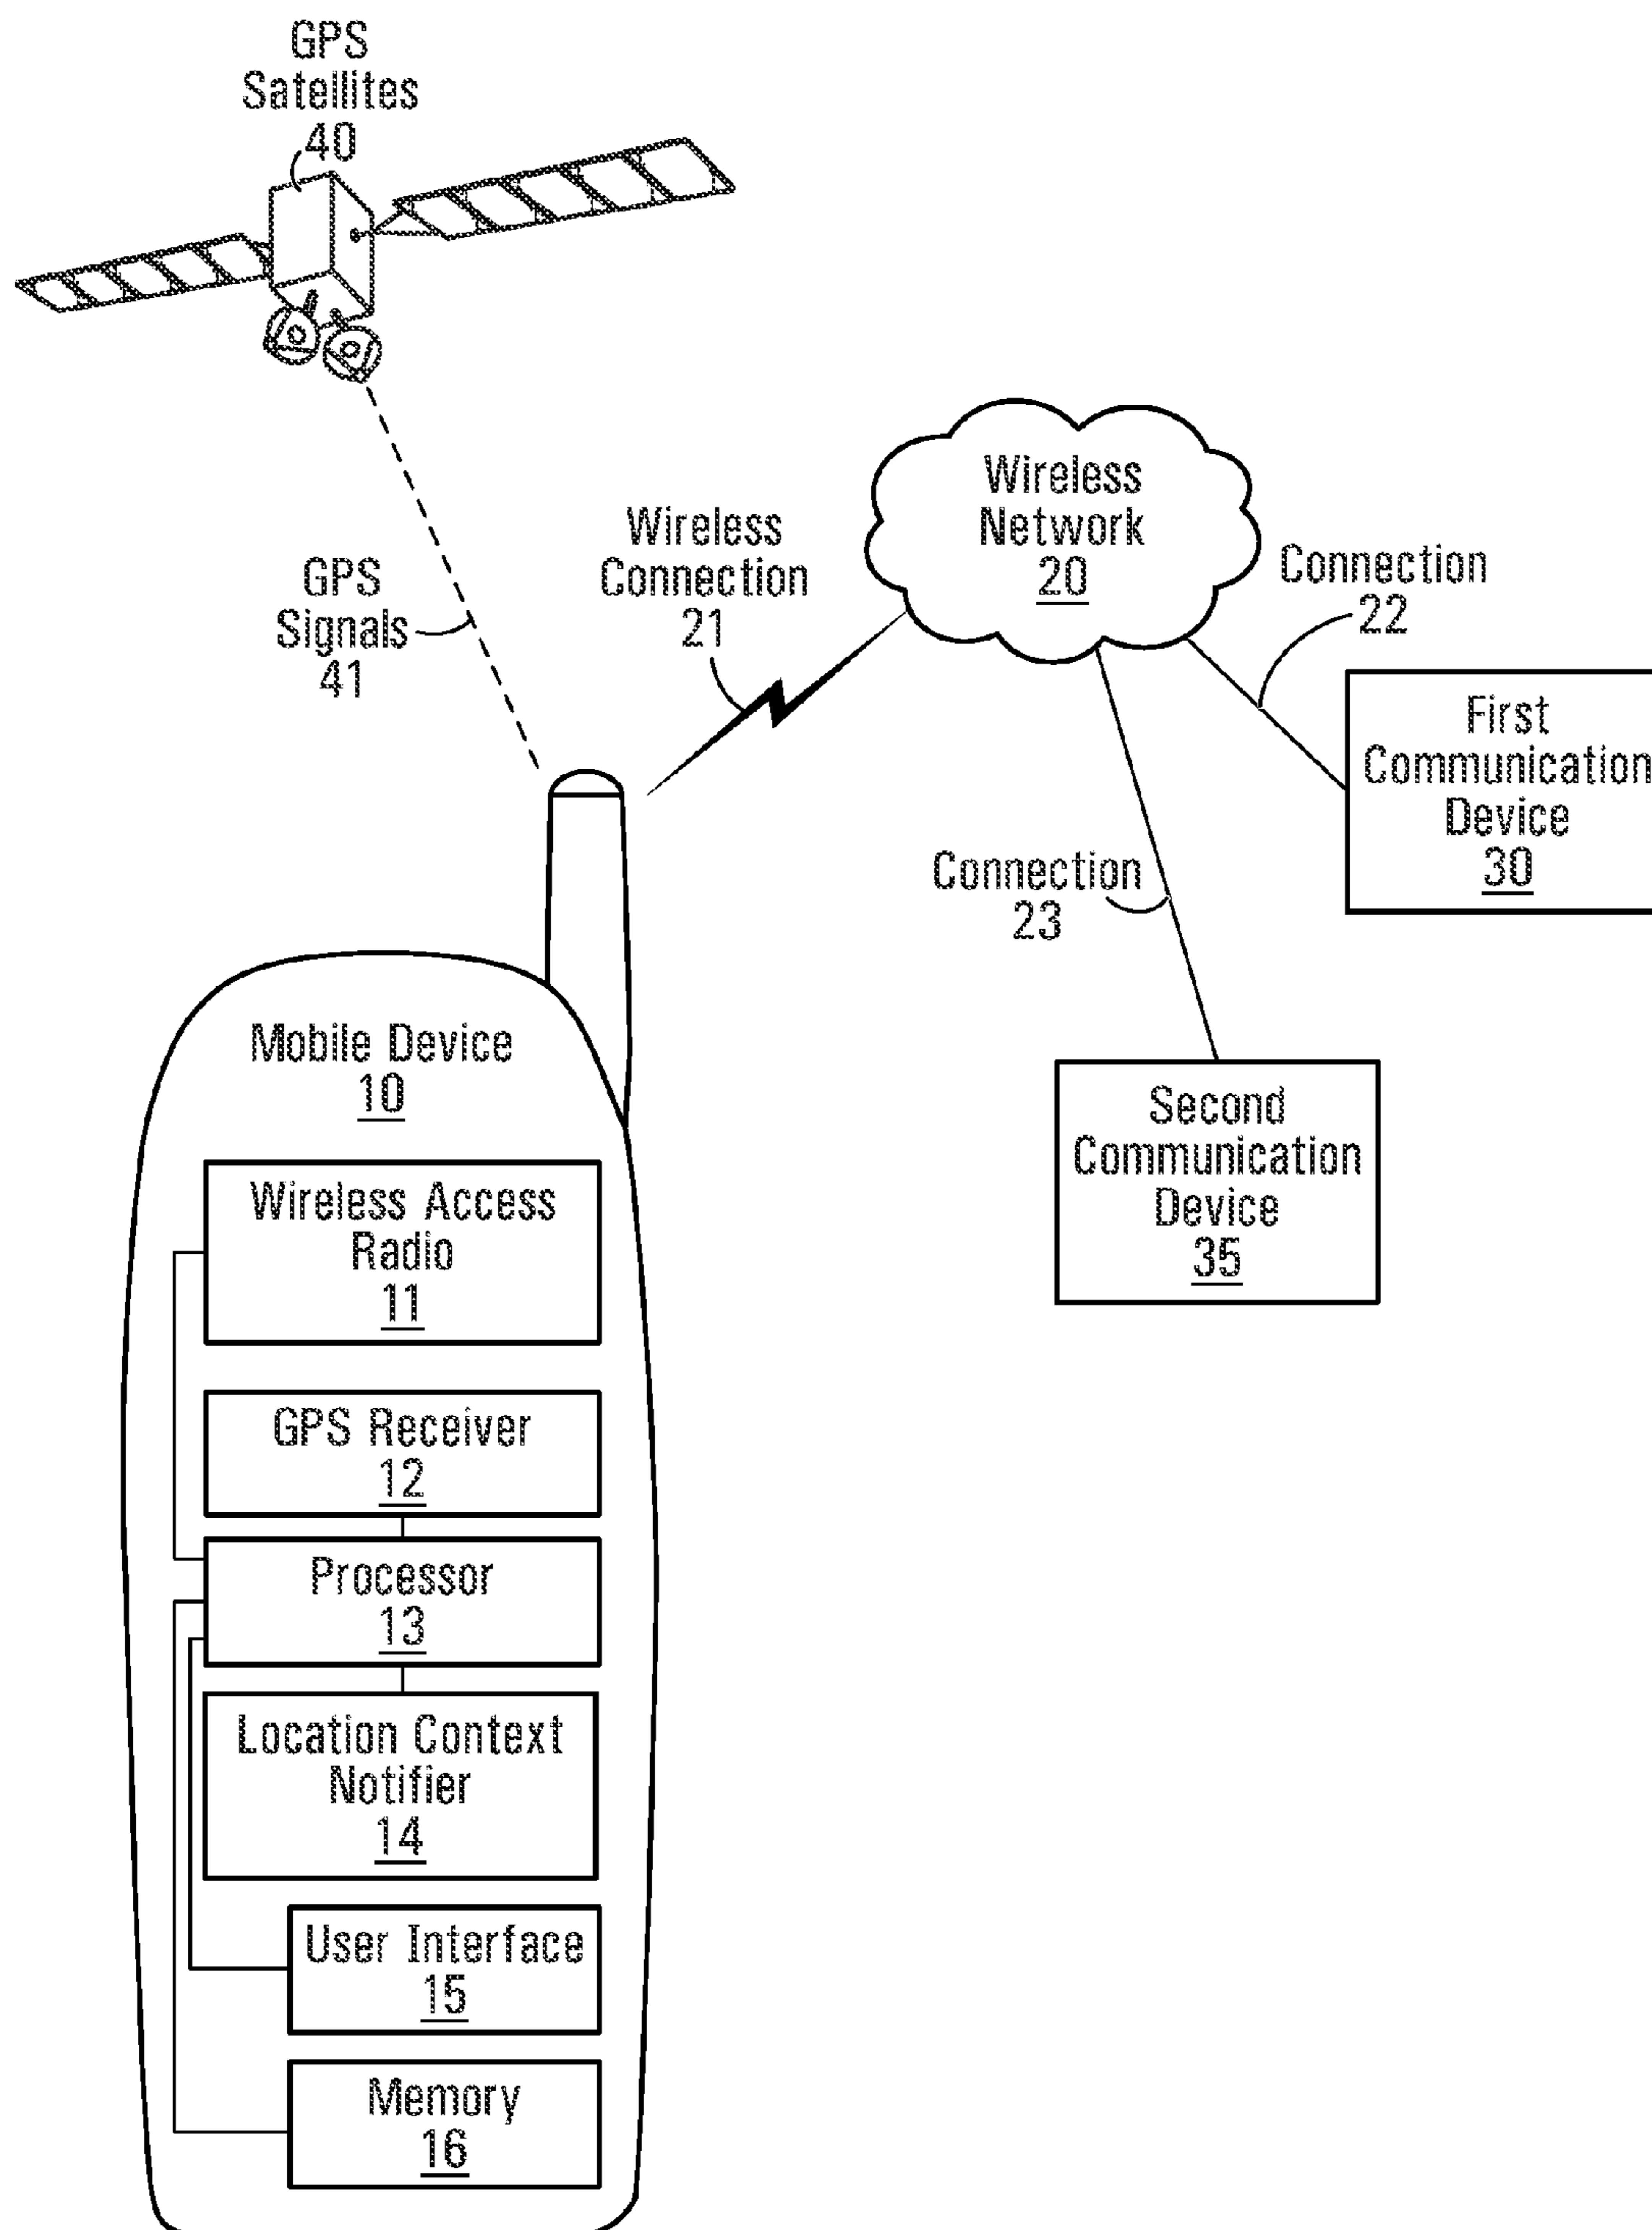 GPS
Satellites
40
GPS
Signals
41
Wireless
Connection
21
Wireless
Network
20
Connection
22
First
Communication
Device
30
Connection
23
Second
Communication
Device
35
Mobile Device
10
Wireless Access
Radio
11
GPS Receiver
12
Processor
13
Location Context
Notifier
14
User Interface
15
Memory
16